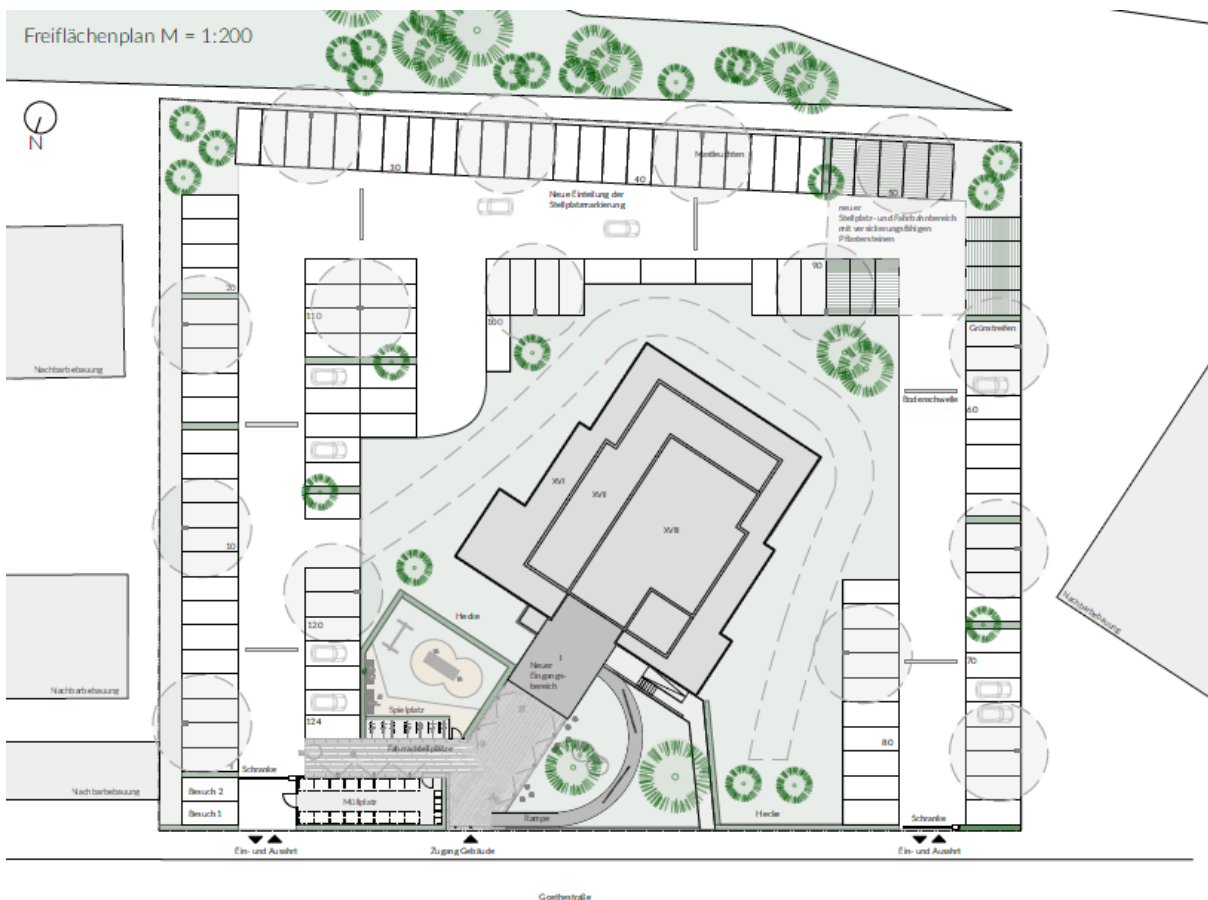 Freiflächenplan M = 1:200
N
Mastleuchten
30
40
50
Neue Einteilung der
Stellplatzmarkierung
neuer
Stellplatz- und Fahrbahnbereich
mit versickerungsfähigen
Pflastersteinen
20
90
110
100
Grünstreifen
Nachbarbebauung
Bodenschwelle
60
XVI
XVII
XVIII
10
Nachbarbebauung
Hecke
120
I
Neuer
Eingangs-
bereich
70
Nachbarbebauung
Spielplatz
124
Fahrradstellplätze
80
1
Schranke
Besuch 2
Nachbarbebauung
Müllplatz
Besuch 1
Rampe
Hecke
Schranke
Ein- und Ausfahrt
Zugang Gebäude
Ein- und Ausfahrt
Goethestraße